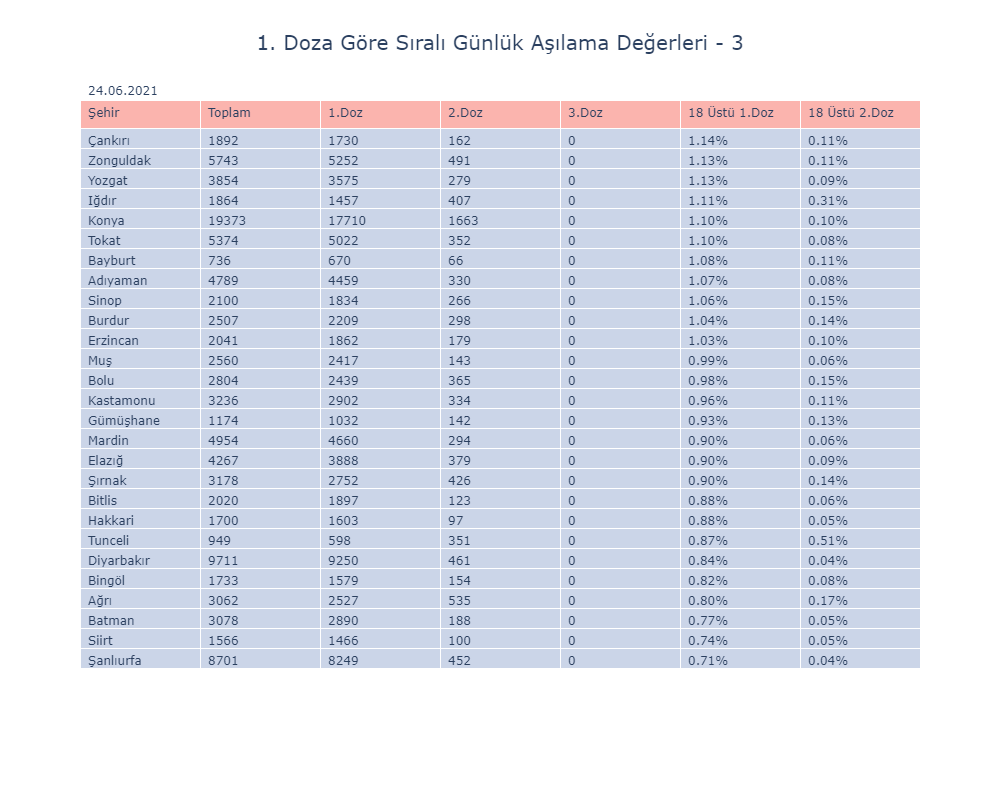 1. Doza Göre Sıralı Günlük Aşılama Değerleri - 3
24.06.2021
Şehir Toplam 1.Doz 2.Doz 3.Doz 18 Üstü 1.Doz 18 Üstü 2.Doz
Çankırı 1892 1730 162 0 1.14% 0.11%
Zonguldak 5743 5252 491 0 1.13% 0.11%
Yozgat 3854 3575 279 0 1.13% 0.09%
Iğdır 1864 1457 407 0 1.11% 0.31%
Konya 19373 17710 1663 0 1.10% 0.10%
Tokat 5374 5022 352 0 1.10% 0.08%
Bayburt 736 670 66 0 1.08% 0.11%
Adıyaman 4789 4459 330 0 1.07% 0.08%
Sinop 2100 1834 266 0 1.06% 0.15%
Burdur 2507 2209 298 0 1.04% 0.14%
Erzincan 2041 1862 179 0 1.03% 0.10%
Muş 2560 2417 143 0 0.99% 0.06%
Bolu 2804 2439 365 0 0.98% 0.15%
Kastamonu 3236 2902 334 0 0.96% 0.11%
Gümüşhane 1174 1032 142 0 0.93% 0.13%
Mardin 4954 4660 294 0 0.90% 0.06%
Elazığ 4267 3888 379 0 0.90% 0.09%
Şırnak 3178 2752 426 0 0.90% 0.14%
Bitlis 2020 1897 123 0 0.88% 0.06%
Hakkari 1700 1603 97 0 0.88% 0.05%
Tunceli 949 598 351 0 0.87% 0.51%
Diyarbakır 9711 9250 461 0 0.84% 0.04%
Bingöl 1733 1579 154 0 0.82% 0.08%
Ağrı 3062 2527 535 0 0.80% 0.17%
Batman 3078 2890 188 0 0.77% 0.05%
Siirt 1566 1466 100 0 0.74% 0.05%
Şanlıurfa 8701 8249 452 0 0.71% 0.04%